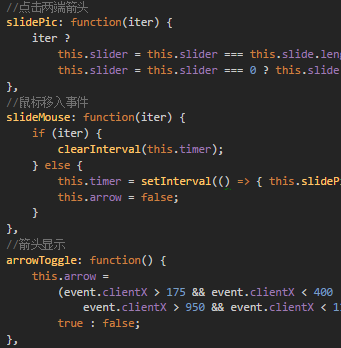 //点击两端箭头
slidePic: function(iter) {
iter ?
this.slider = this.slider === this.slide.len
this.slider = this.slider === 0 ? this.slide
},
//鼠标移入事件
slideMouse: function(iter) {
if (iter) {
clearInterval(this.timer);
} else {
this.timer = setInterval(() => { this.slideP
this.arrow = false;
}
},
//箭头显示
arrowToggle: function() {
this.arrow =
(event.clientX > 175 && event.clientX < 400
event.clientX > 950 && event.clientX < 1
true : false;
},